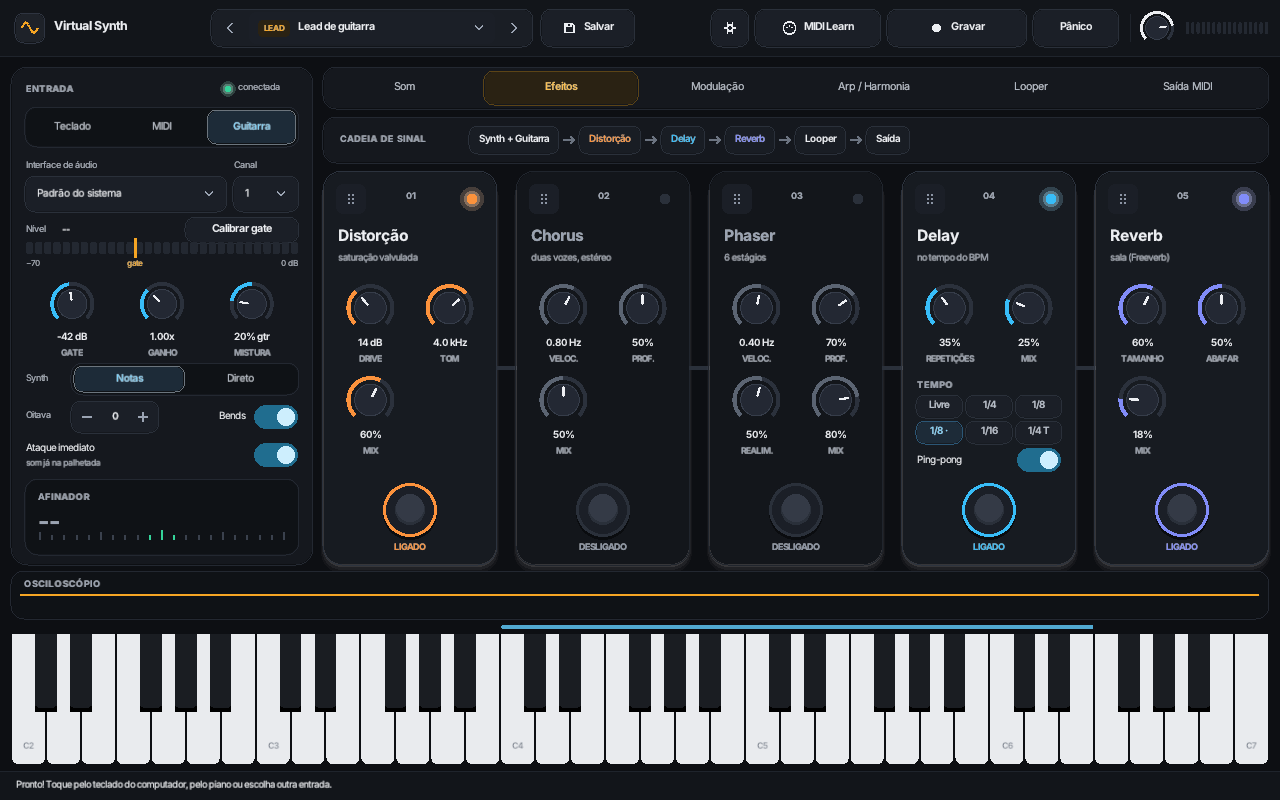 Virtual Synth
LEAD Lead de guitarra
Salvar
MIDI Learn
Gravar
Pânico
ENTRADA
conectada
Teclado MIDI Guitarra
Interface de áudio Canal
Padrão do sistema 1
Nível -- Calibrar gate
-70 gate 0 dB
-42 dB 1.00x 20% gtr
GATE GANHO MISTURA
Synth Notas Direto
Oitava − 0 + Bends
Ataque imediato
som já na palhetada
AFINADOR
--
Som Efeitos Modulação Arp / Harmonia Looper Saída MIDI
CADEIA DE SINAL Synth + Guitarra → Distorção → Delay → Reverb → Looper → Saída
01
Distorção
saturação valvulada
14 dB 4.0 kHz
DRIVE TOM
60%
MIX
LIGADO
02
Chorus
duas vozes, estéreo
0.80 Hz 50%
VELOC. PROF.
50%
MIX
DESLIGADO
03
Phaser
6 estágios
0.40 Hz 70%
VELOC. PROF.
50% 80%
REALIM. MIX
DESLIGADO
04
Delay
no tempo do BPM
35% 25%
REPETIÇÕES MIX
TEMPO
Livre 1/4 1/8
1/8 · 1/16 1/4 T
Ping-pong
LIGADO
05
Reverb
sala (Freeverb)
60% 50%
TAMANHO ABAFAR
18%
MIX
LIGADO
OSCILOSCÓPIO
C2 C3 C4 C5 C6 C7
Pronto! Toque pelo teclado do computador, pelo piano ou escolha outra entrada.